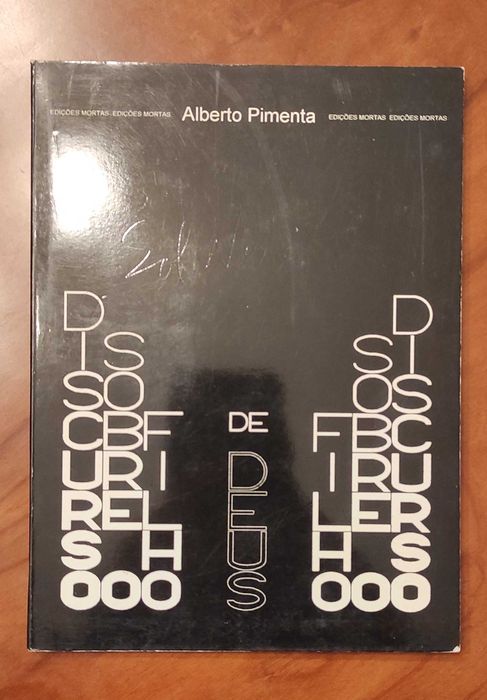 EDIÇÕES MORTAS EDIÇÕES MORTAS Alberto Pimenta EDIÇÕES MORTAS EDIÇÕES MORTAS
DISCURSO
SOBRE O
FILHO
DE
DEUS
FILHO
SOBRE O
DISCURSO